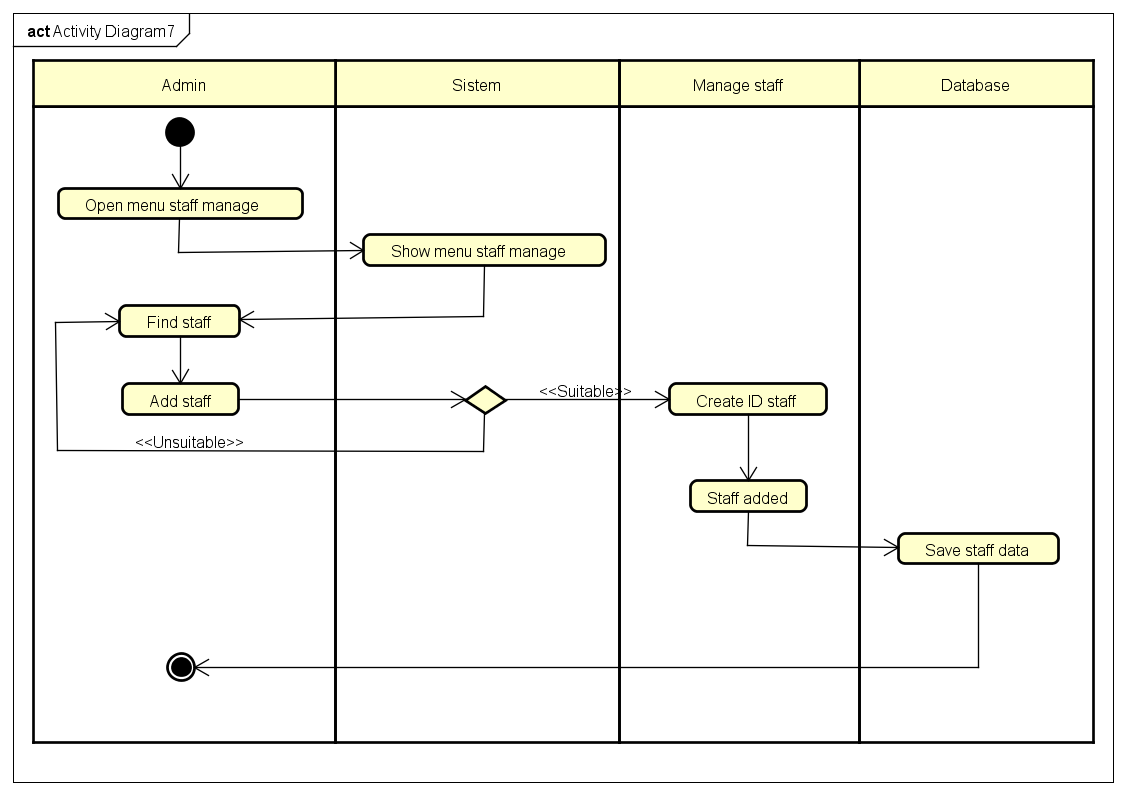 act Activity Diagram7
Admin
Sistem
Manage staff
Database
Open menu staff manage
Show menu staff manage
Find staff
Add staff
<<Suitable>>
Create ID staff
<<Unsuitable>>
Staff added
Save staff data